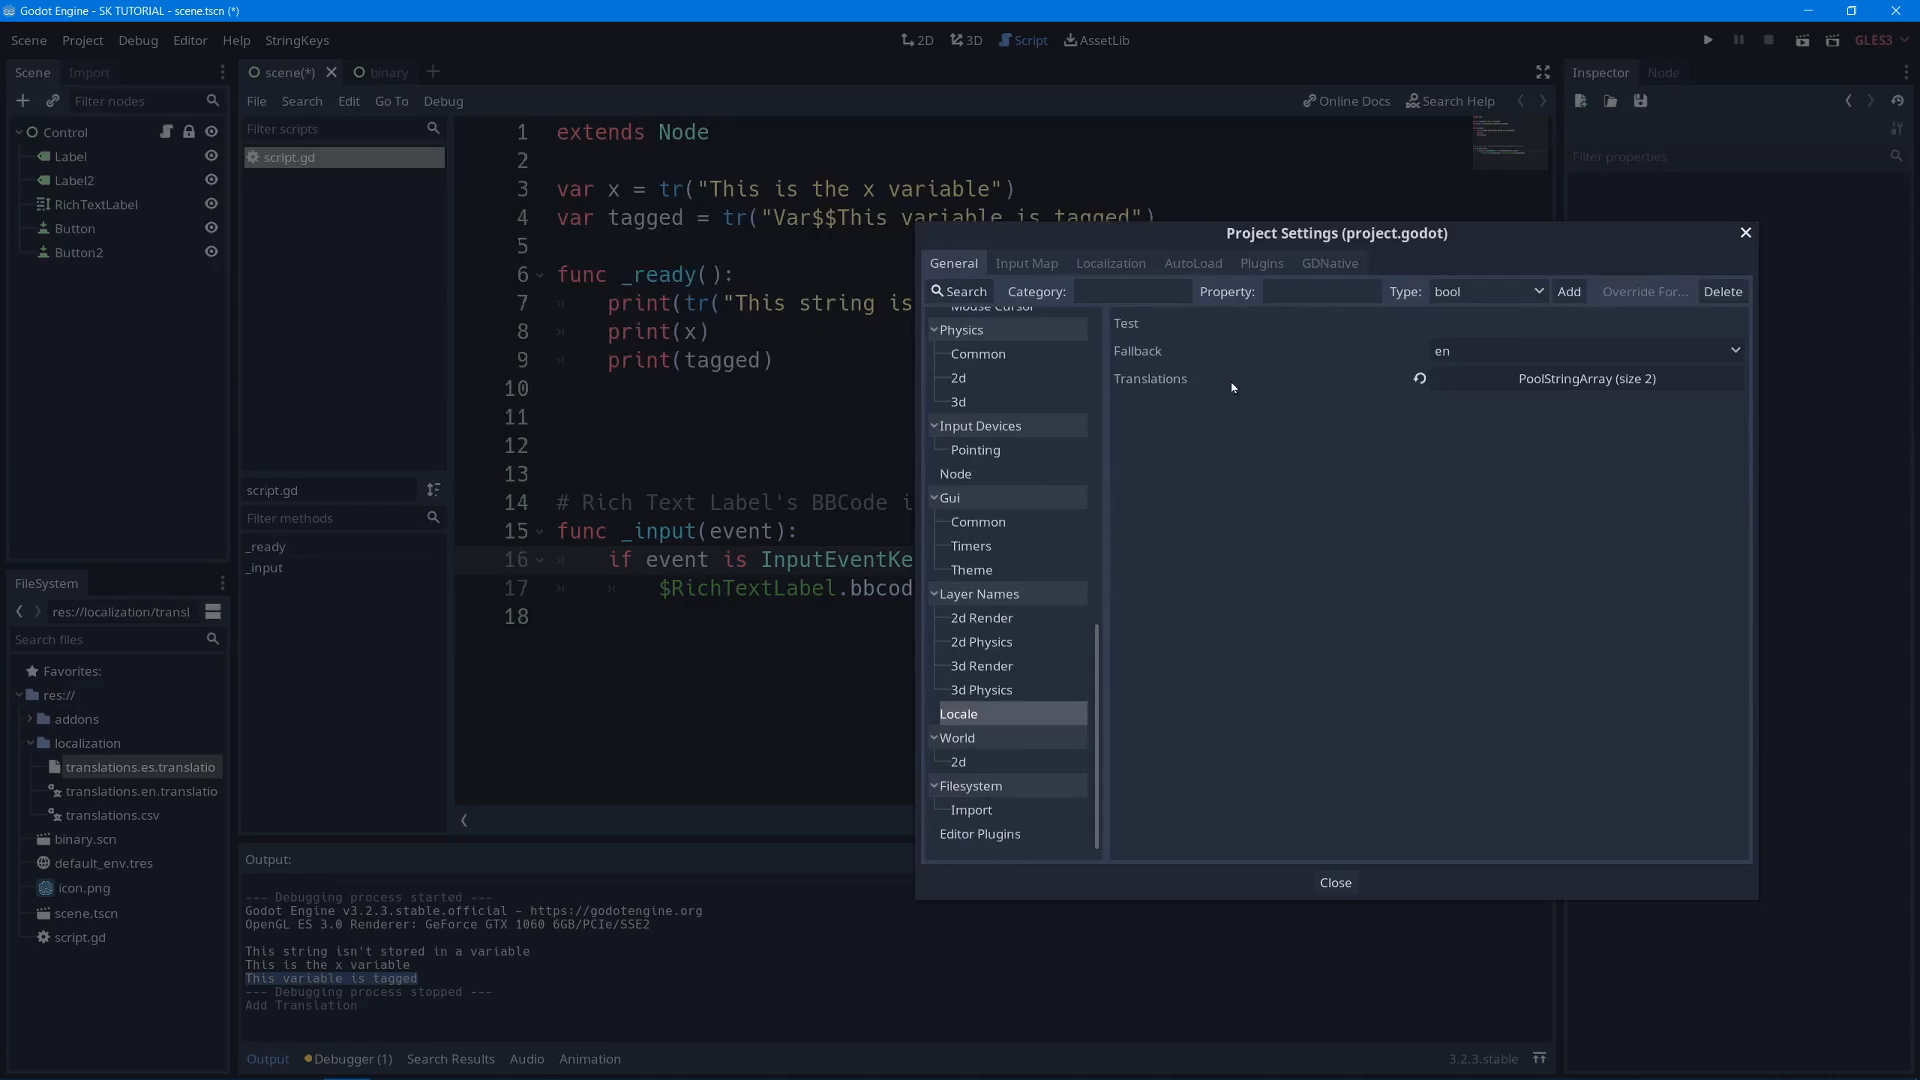 Godot Engine - SK TUTORIAL - scene.tscn (*)
Scene Project Debug Editor Help StringKeys
2D 3D Script AssetLib
GLES3
Scene Import
scene(*) binary
Inspector Node
Filter nodes
File Search Edit Go To Debug
Online Docs Search Help
Control
Label
Label2
RichTextLabel
Button
Button2
Filter scripts
script.gd
Filter properties
1 extends Node
2
3 var x = tr("This is the x variable")
4 var tagged = tr("Var$$This variable is tagged")
5
6 func _ready():
7 print(tr("This string is
8 print(x)
9 print(tagged)
10
11
12
13
14 # Rich Text Label's BBCode i
15 func _input(event):
16 if event is InputEventKe
17 $RichTextLabel.bbcod
18
script.gd
Filter methods
_ready
_input
Project Settings (project.godot)
General Input Map Localization AutoLoad Plugins GDNative
Search Category: Property: Type: bool Add Override For... Delete
Mouse Cursor
Physics
Common
2d
3d
Input Devices
Pointing
Node
Gui
Common
Timers
Theme
Layer Names
2d Render
2d Physics
3d Render
3d Physics
Locale
World
2d
Filesystem
Import
Editor Plugins
Test
Fallback en
Translations PoolStringArray (size 2)
Close
FileSystem
res://localization/transl
Search files
Favorites:
res://
addons
localization
translations.es.translatio
translations.en.translatio
translations.csv
binary.scn
default_env.tres
icon.png
scene.tscn
script.gd
Output:
--- Debugging process started ---
Godot Engine v3.2.3.stable.official - https://godotengine.org
OpenGL ES 3.0 Renderer: GeForce GTX 1060 6GB/PCIe/SSE2
This string isn't stored in a variable
This is the x variable
This variable is tagged
--- Debugging process stopped ---
Add Translation
Output Debugger (1) Search Results Audio Animation
3.2.3.stable